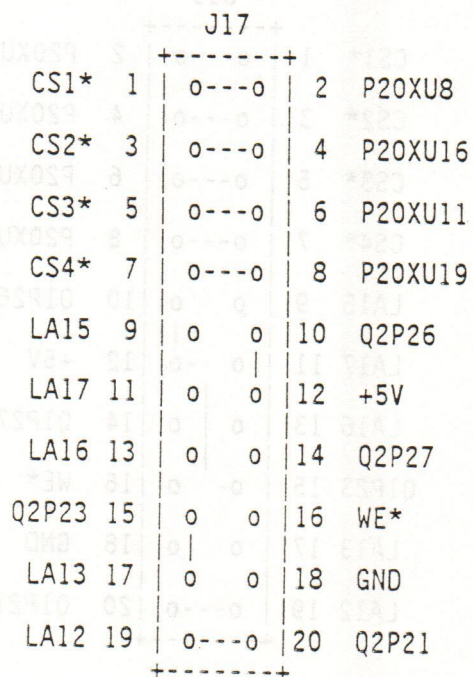 J17
+--------+
CS1* 1 | o---o | 2 P20XU8
CS2* 3 | o---o | 4 P20XU16
CS3* 5 | o---o | 6 P20XU11
CS4* 7 | o---o | 8 P20XU19
LA15 9 | o o | 10 Q2P26
LA17 11 | o o | 12 +5V
LA16 13 | o o | 14 Q2P27
Q2P23 15 | o o | 16 WE*
LA13 17 | o o | 18 GND
LA12 19 | o---o | 20 Q2P21
+--------+